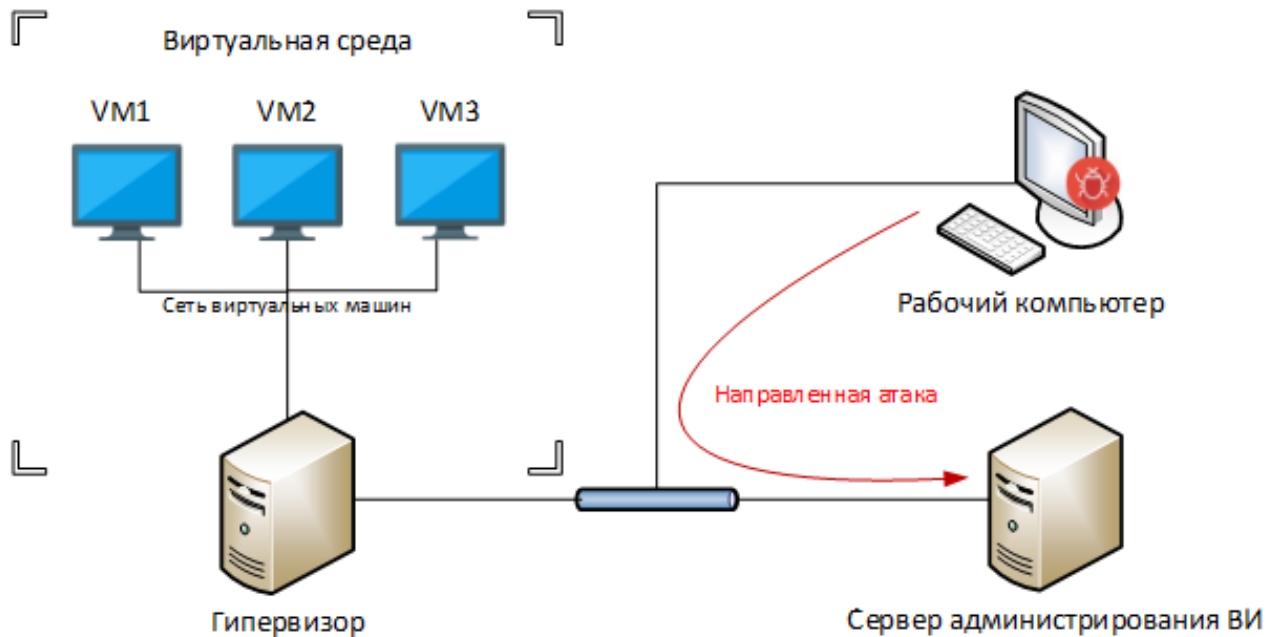 Виртуальная среда
VM1
VM2
VM3
Сеть виртуальных машин
Рабочий компьютер
Направленная атака
Гипервизор
Сервер администрирования ВИ